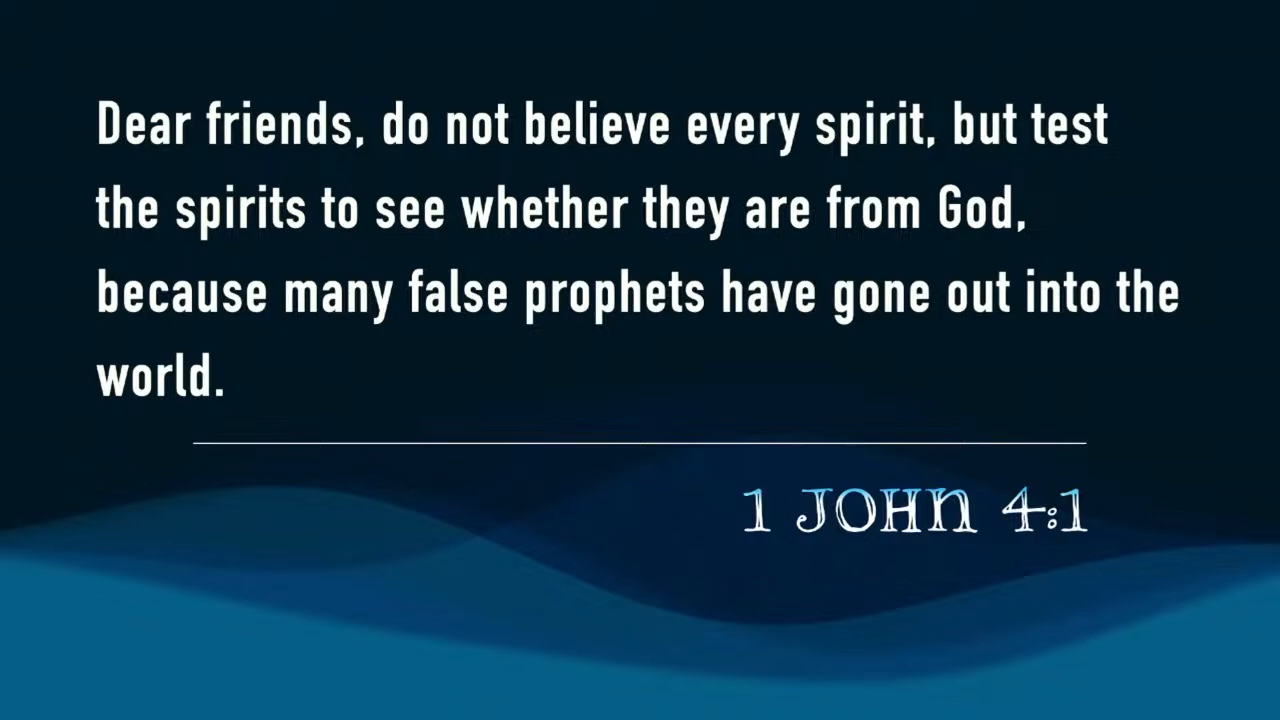 Dear friends, do not believe every spirit, but test
the spirits to see whether they are from God,
because many false prophets have gone out into the
world.
1 JOHN 4:1